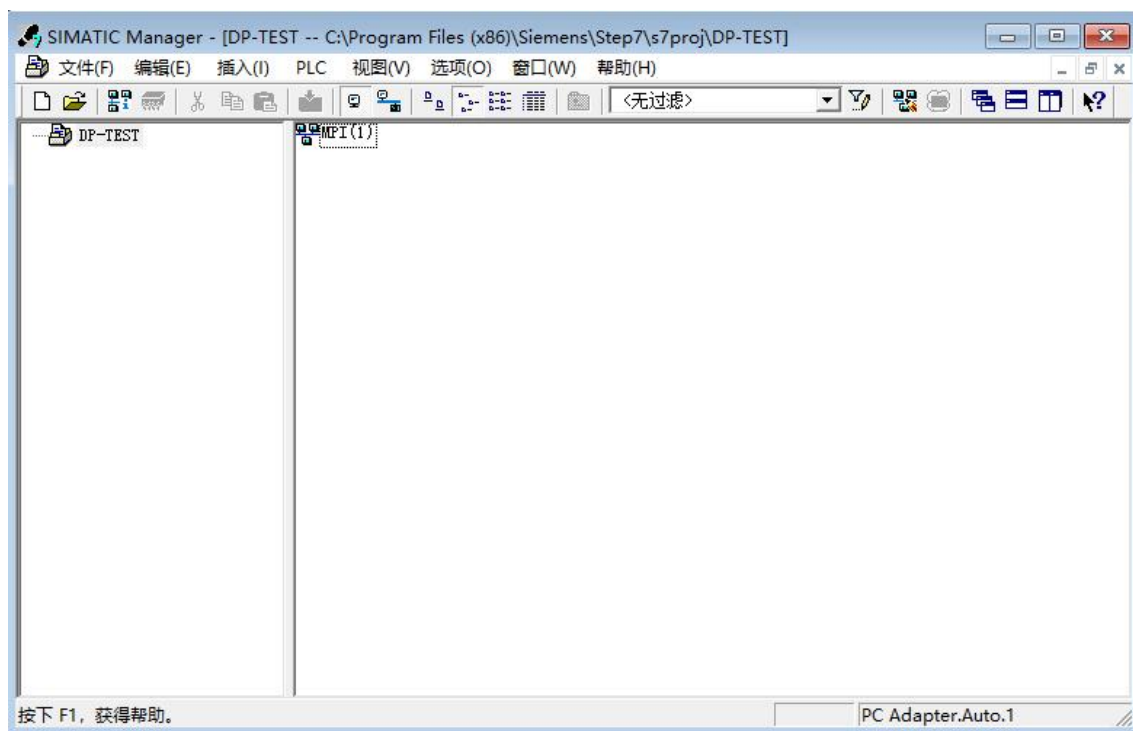 SIMATIC Manager - [DP-TEST -- C:\Program Files (x86)\Siemens\Step7\s7proj\DP-TEST]
文件(F) 编辑(E) 插入(I) PLC 视图(V) 选项(O) 窗口(W) 帮助(H)
<无过滤>
DP-TEST
MPI(1)
按下 F1，获得帮助。
PC Adapter.Auto.1